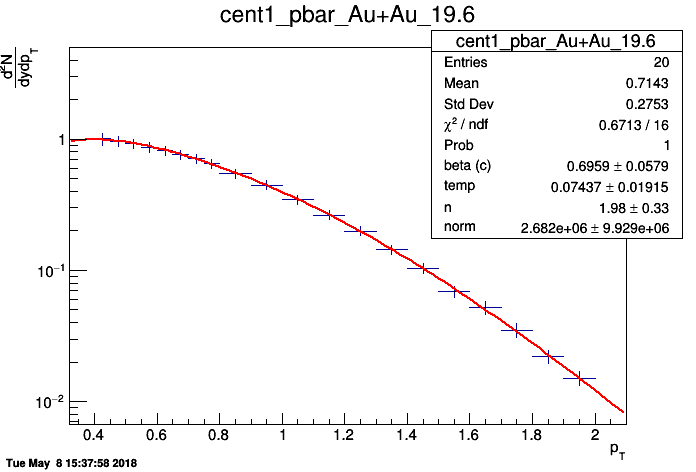 cent1_pbar_Au+Au_19.6
d²N
dydp_T
cent1_pbar_Au+Au_19.6
Entries 20
Mean 0.7143
Std Dev 0.2753
χ² / ndf 0.6713 / 16
Prob 1
beta (c) 0.6959 ± 0.0579
temp 0.07437 ± 0.01915
n 1.98 ± 0.33
norm 2.682e+06 ± 9.929e+06
1
10⁻¹
10⁻²
0.4 0.6 0.8 1 1.2 1.4 1.6 1.8 2
p_T
Tue May 8 15:37:58 2018